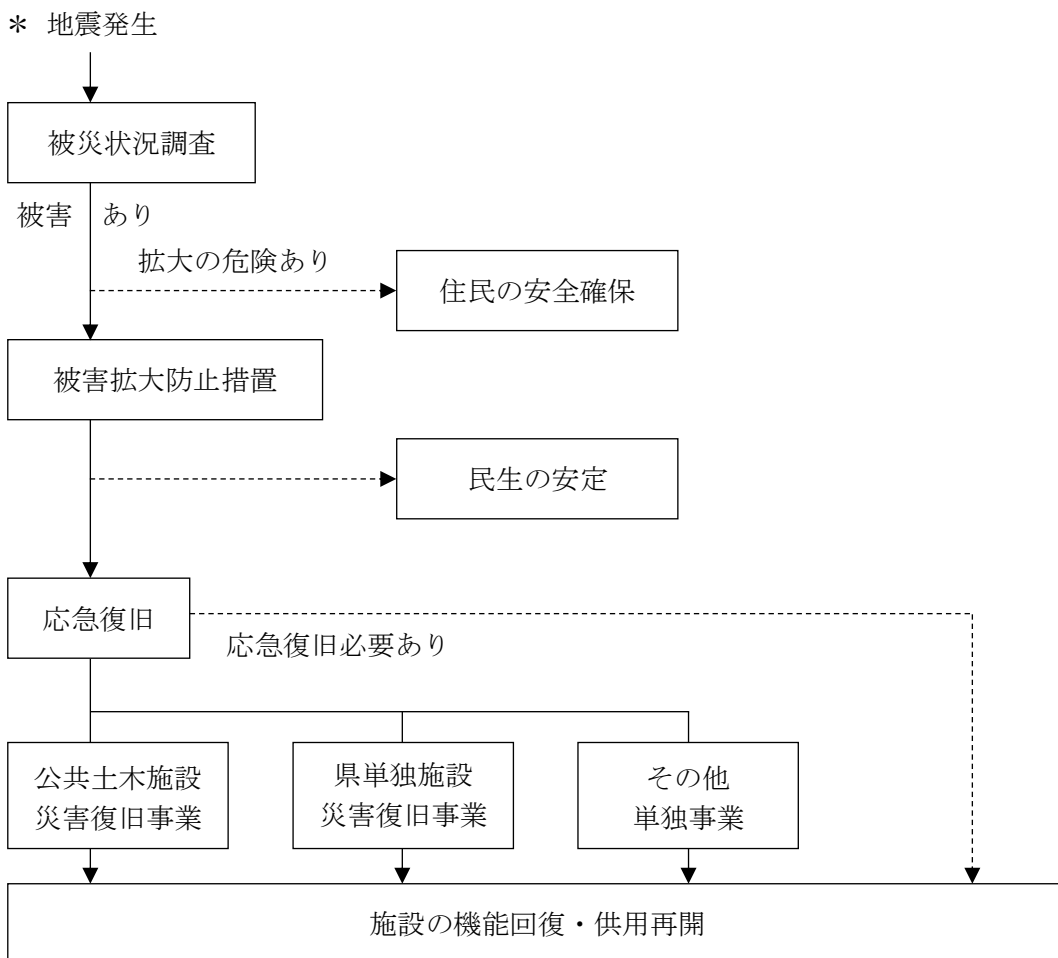 ＊ 地震発生
被災状況調査
被害 あり
拡大の危険あり
住民の安全確保
被害拡大防止措置
民生の安定
応急復旧
応急復旧必要あり
公共土木施設
災害復旧事業
県単独施設
災害復旧事業
その他
単独事業
施設の機能回復・供用再開